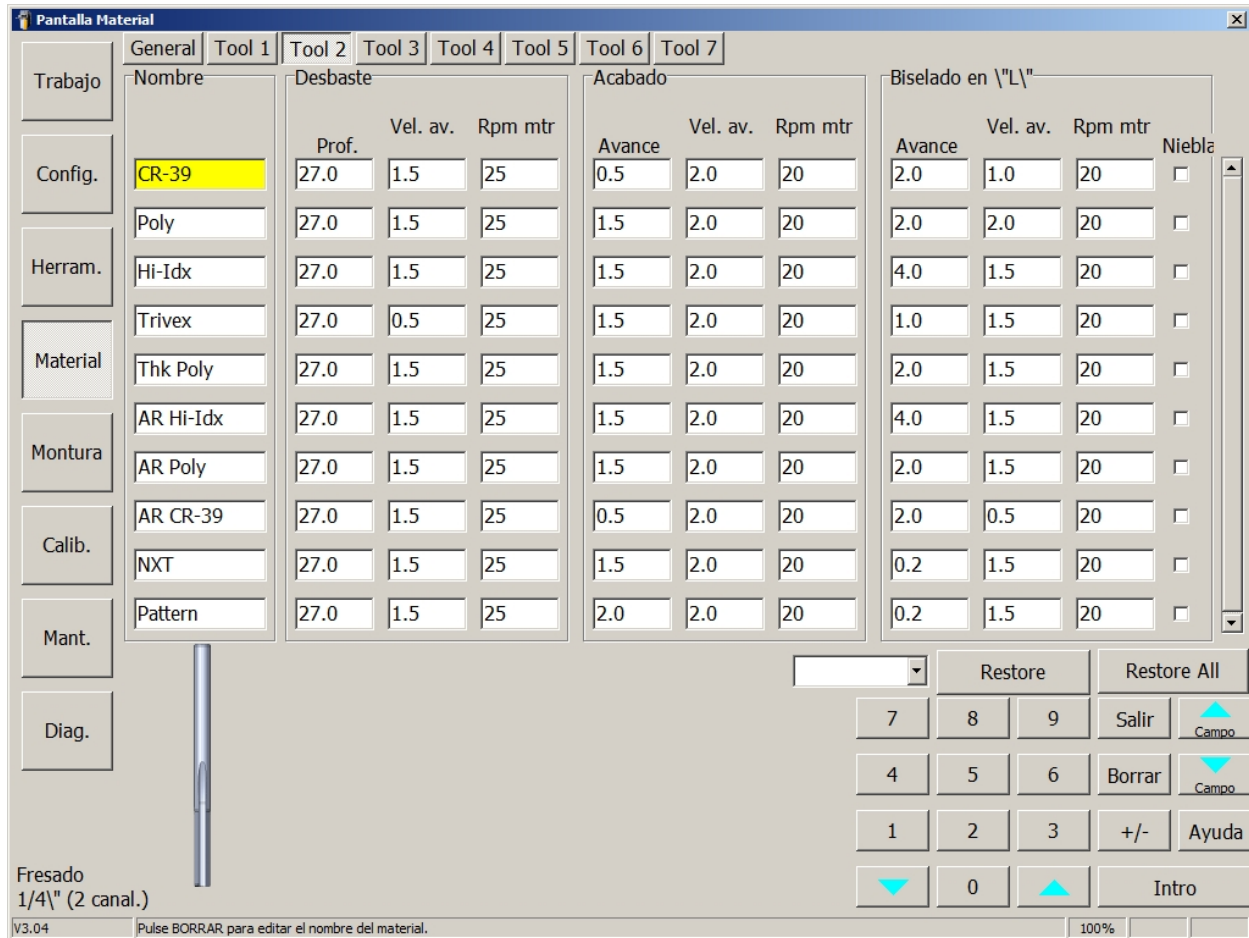 Pantalla Material
General Tool 1 Tool 2 Tool 3 Tool 4 Tool 5 Tool 6 Tool 7
Trabajo
Config.
Herram.
Material
Montura
Calib.
Mant.
Diag.
Nombre Desbaste Acabado Biselado en \"L\"
Prof. Vel. av. Rpm mtr Avance Vel. av. Rpm mtr Avance Vel. av. Rpm mtr Niebla
CR-39 27.0 1.5 25 0.5 2.0 20 2.0 1.0 20
Poly 27.0 1.5 25 1.5 2.0 20 2.0 2.0 20
Hi-Idx 27.0 1.5 25 1.5 2.0 20 4.0 1.5 20
Trivex 27.0 0.5 25 1.5 2.0 20 1.0 1.5 20
Thk Poly 27.0 1.5 25 1.5 2.0 20 2.0 1.5 20
AR Hi-Idx 27.0 1.5 25 1.5 2.0 20 4.0 1.5 20
AR Poly 27.0 1.5 25 1.5 2.0 20 2.0 1.5 20
AR CR-39 27.0 1.5 25 0.5 2.0 20 2.0 0.5 20
NXT 27.0 1.5 25 1.5 2.0 20 0.2 1.5 20
Pattern 27.0 1.5 25 2.0 2.0 20 0.2 1.5 20
Restore Restore All
7 8 9 Salir Campo
4 5 6 Borrar Campo
1 2 3 +/- Ayuda
0 Intro
Fresado
1/4\" (2 canal.)
V3.04 Pulse BORRAR para editar el nombre del material. 100%